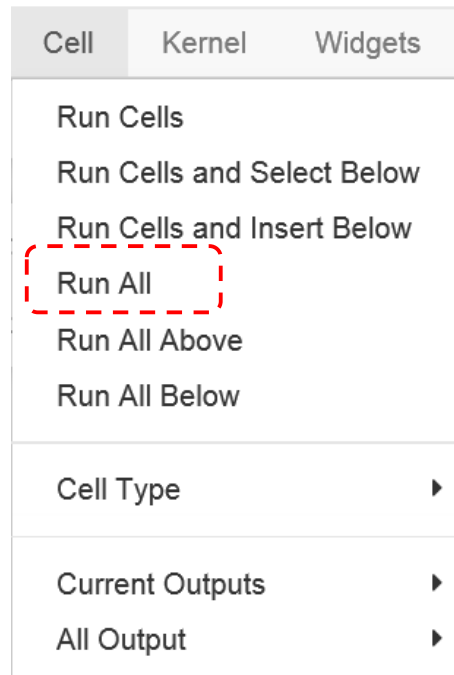 Cell Kernel Widgets
Run Cells
Run Cells and Select Below
Run Cells and Insert Below
Run All
Run All Above
Run All Below
Cell Type
Current Outputs
All Output